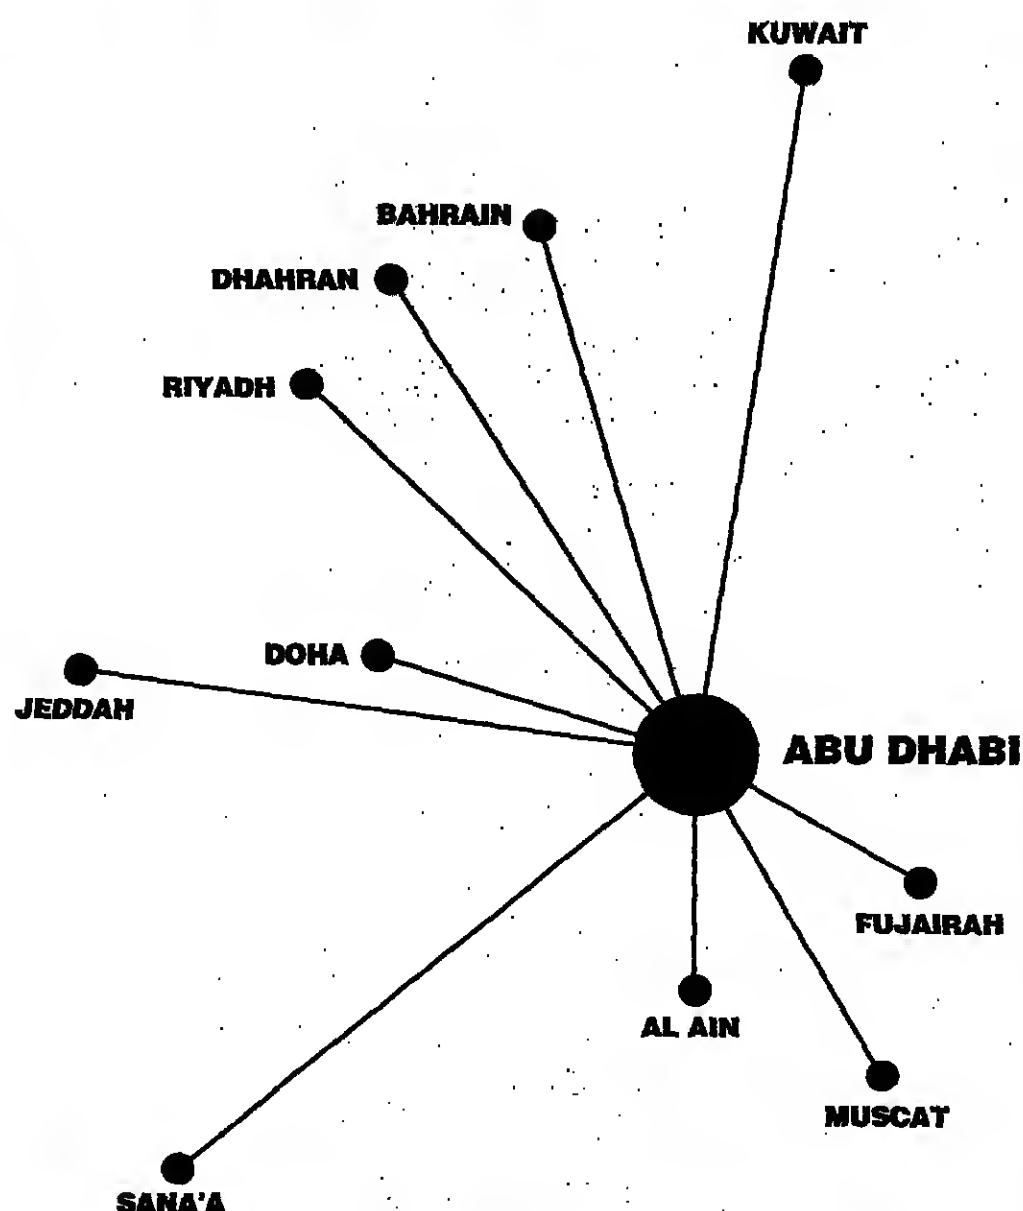 KUWAIT
BAHRAIN
DHAHRAN
RIYADH
DOHA
JEDDAH
ABU DHABI
FUJAIRAH
AL AIN
MUSCAT
SANA'A